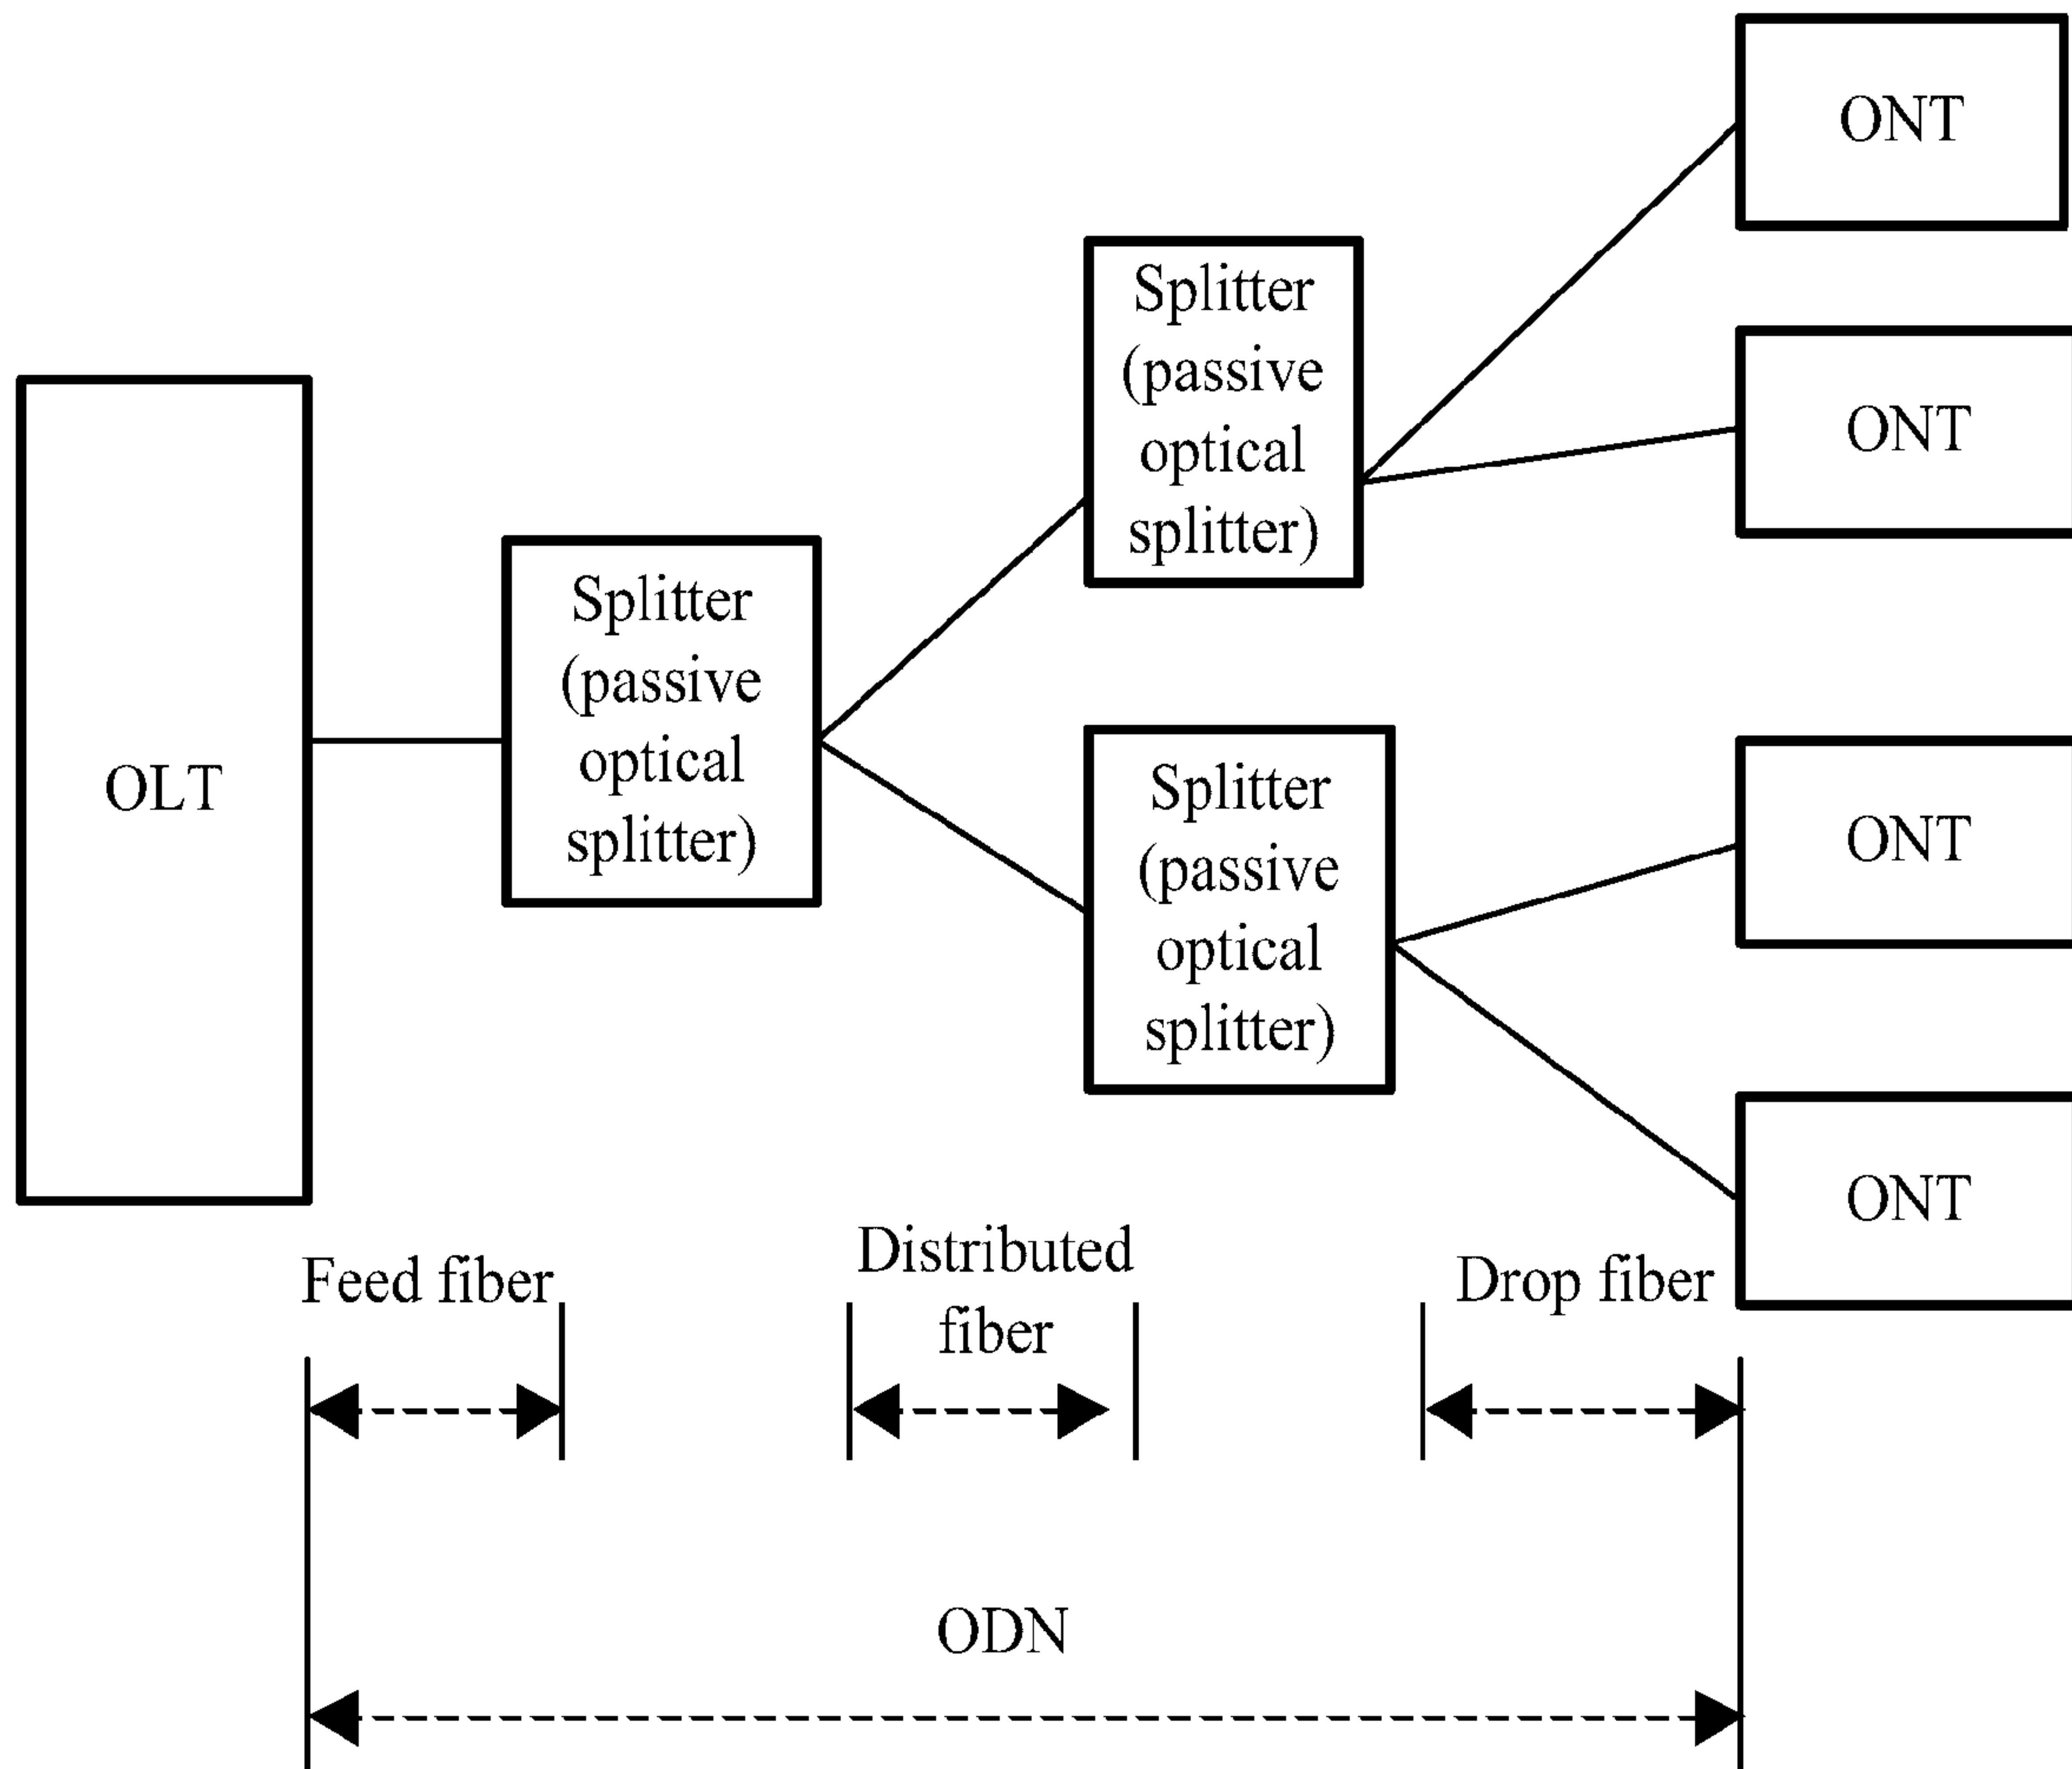 ONT
Splitter
(passive
optical
splitter)
ONT
Splitter
(passive
optical
splitter)
OLT
Splitter
(passive
optical
splitter)
ONT
ONT
Feed fiber
Distributed
fiber
Drop fiber
ODN